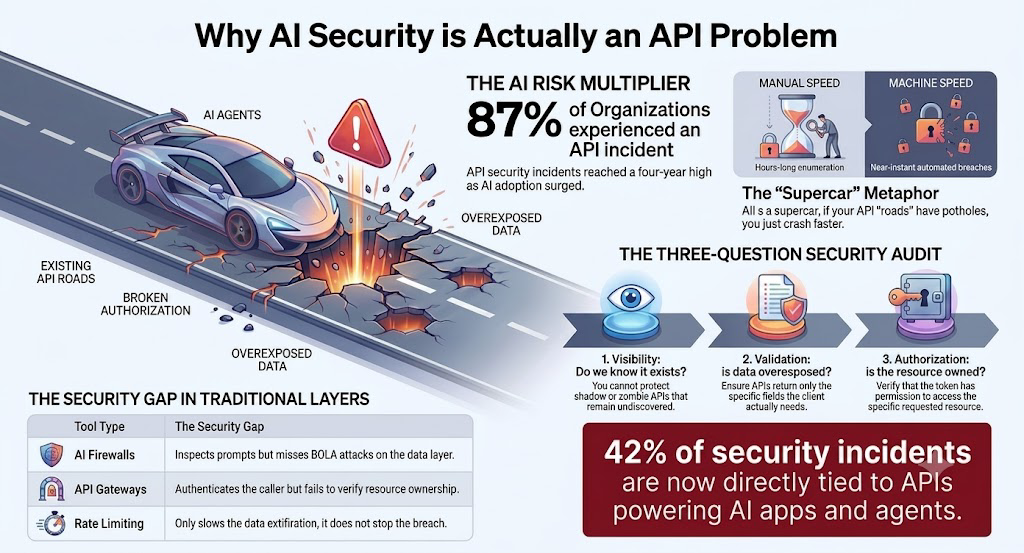 Why AI Security is Actually an API Problem
AI AGENTS
EXISTING
API ROADS
BROKEN
AUTHORIZATION
OVEREXPOSED
DATA
OVEREXPOSED
DATA
THE AI RISK MULTIPLIER
87% of Organizations
experienced an
API incident
API security incidents reached a four-year high
as AI adoption surged.
MANUAL SPEED
Hours-long enumeration
MACHINE SPEED
Near-instant automated breaches
The "Supercar" Metaphor
All s a supercar, if your API "roads" have potholes,
you just crash faster.
THE THREE-QUESTION SECURITY AUDIT
1. Visibility:
Do we know it exists?
You cannot protect
shadow or zombie APIs that
remain undiscovered.
2. Validation:
is data overesposed?
Ensure APIs return only the
specific fields the client
actually needs.
3. Authorization:
is the resource owned?
Verify that the token has
permission to access the
specific requested resource.
THE SECURITY GAP IN TRADITIONAL LAYERS
Tool Type The Security Gap
AI Firewalls Inspects prompts but misses BOLA attacks on the data layer.
API Gateways Authenticates the caller but fails to verify resource ownership.
Rate Limiting Only slows the data extifiration, it does not stop the breach.
42% of security incidents
are now directly tied to APIs
powering AI apps and agents.